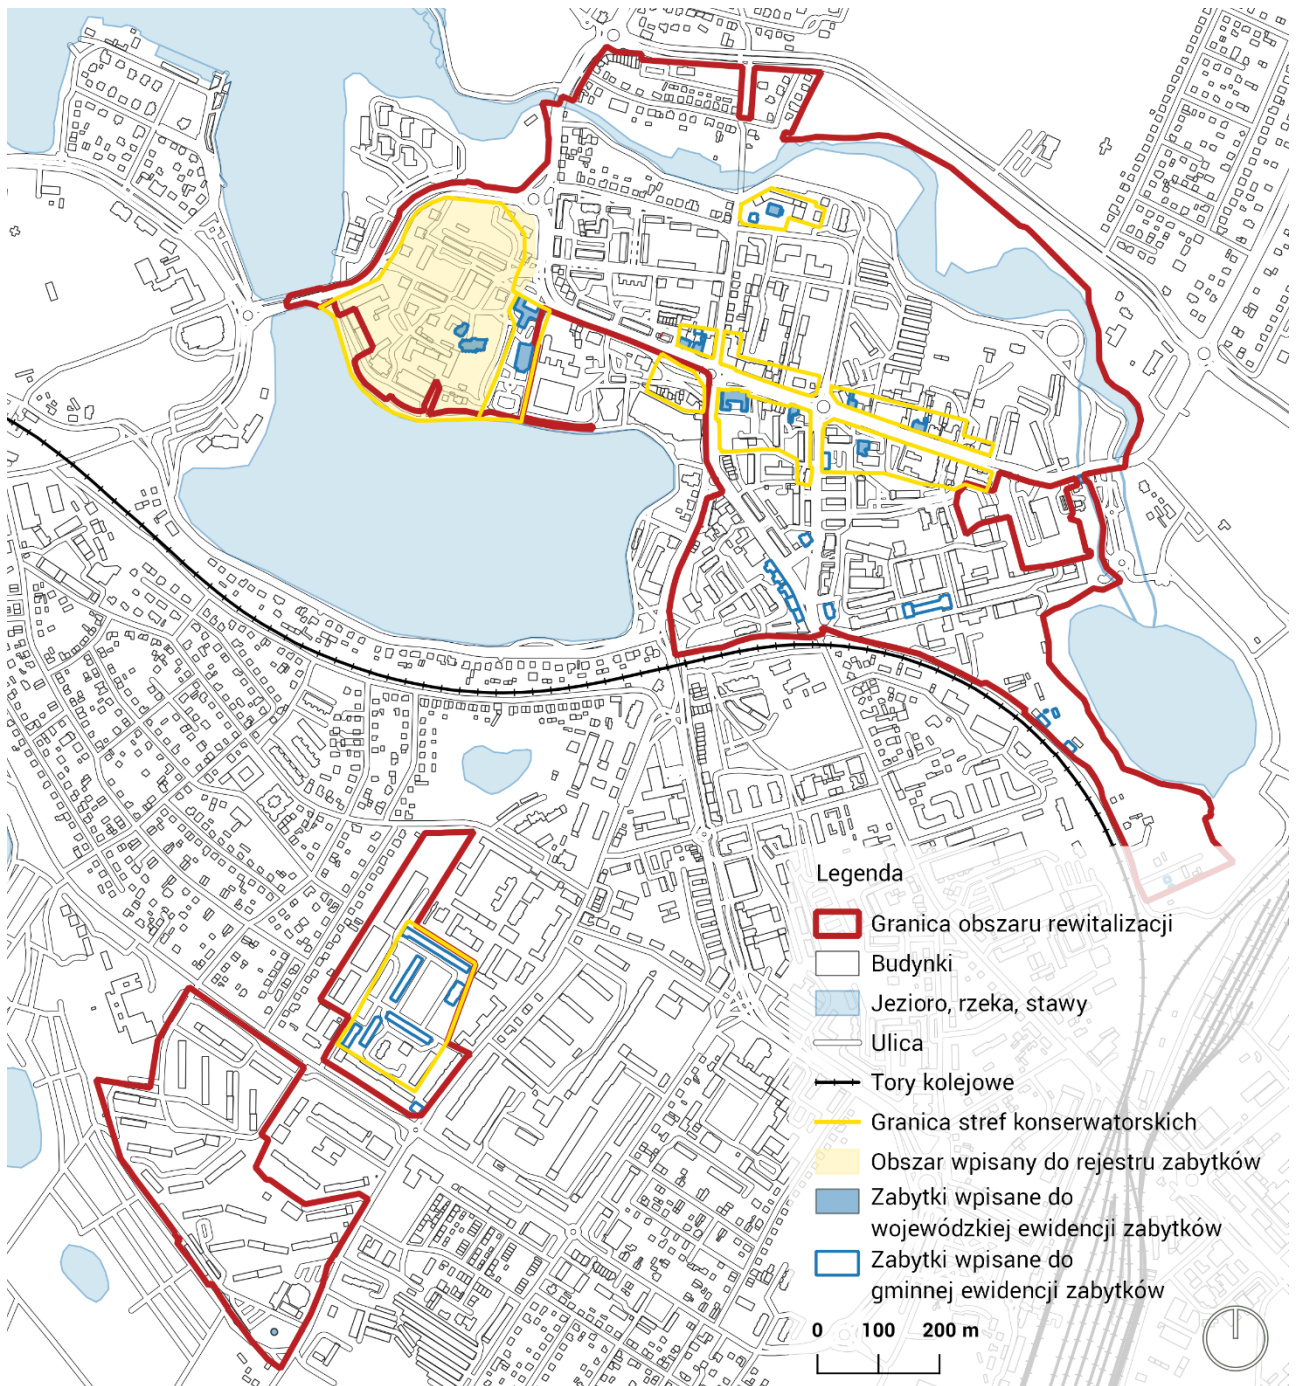 Legenda
Granica obszaru rewitalizacji
Budynki
Jezioro, rzeka, stawy
Ulica
Tory kolejowe
Granica stref konserwatorskich
Obszar wpisany do rejestru zabytków
Zabytki wpisane do
wojewódzkiej ewidencji zabytków
Zabytki wpisane do
gminnej ewidencji zabytków
0 100 200 m